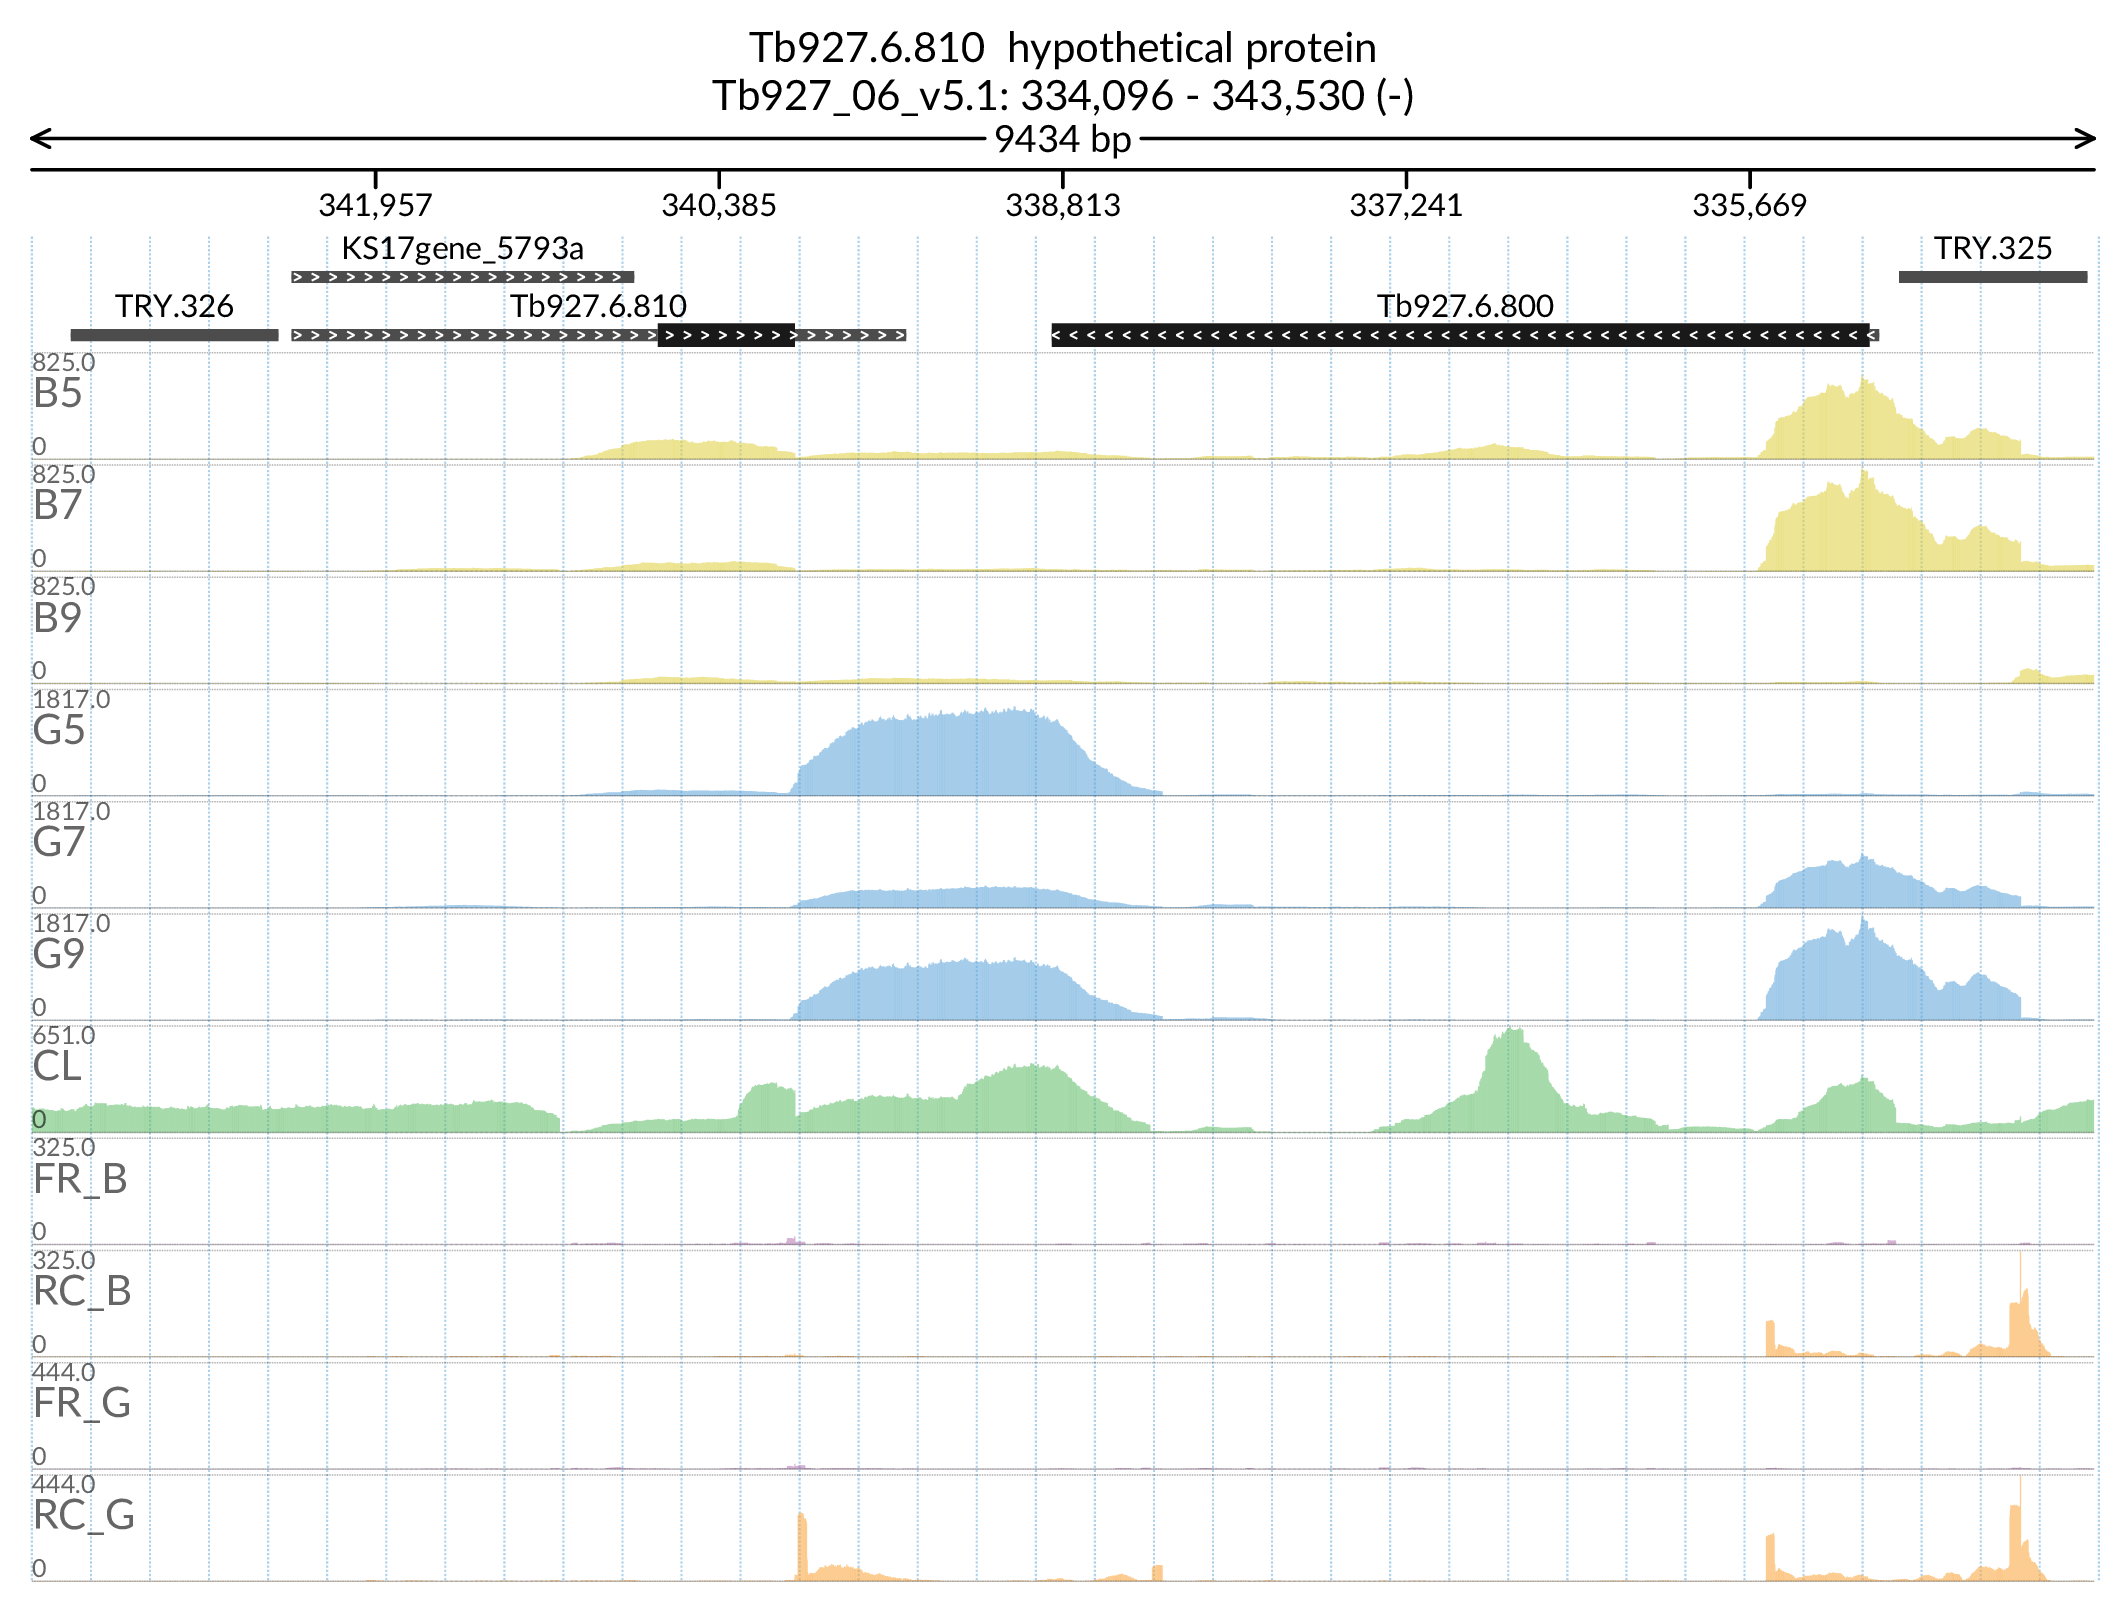 Tb927.6.810  hypothetical protein
Tb927_06_v5.1: 334,096 - 343,530 (-)
9434 bp
341,957 340,385 338,813 337,241 335,669
KS17gene_5793a TRY.325
TRY.326 Tb927.6.810 Tb927.6.800
825.0
B5
0
825.0
B7
0
825.0
B9
0
1817.0
G5
0
1817.0
G7
0
1817.0
G9
0
651.0
CL
0
325.0
FR_B
0
325.0
RC_B
0
444.0
FR_G
0
444.0
RC_G
0